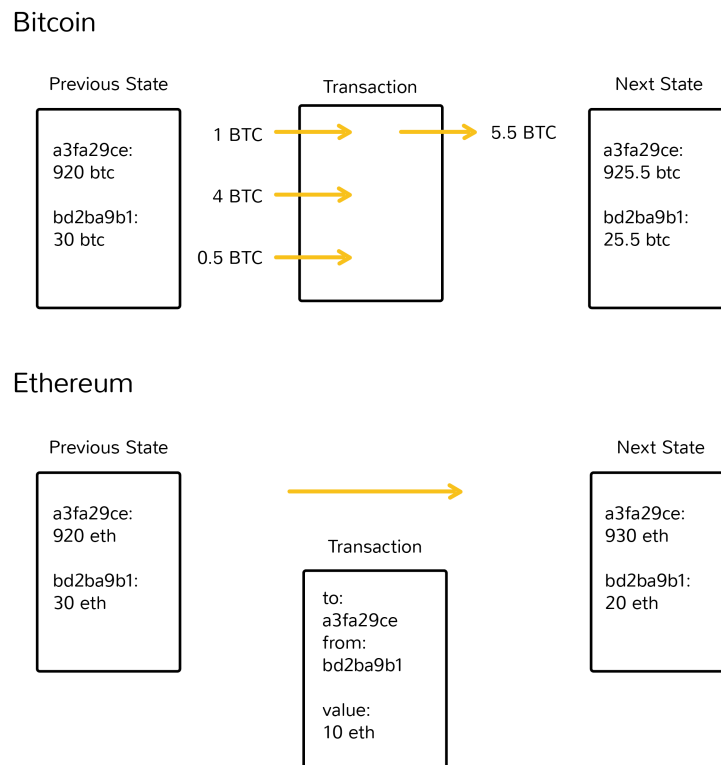 Bitcoin
Previous State
Transaction
Next State
a3fa29ce:
920 btc
bd2ba9b1:
30 btc
1 BTC
4 BTC
0.5 BTC
5.5 BTC
a3fa29ce:
925.5 btc
bd2ba9b1:
25.5 btc
Ethereum
Previous State
Next State
a3fa29ce:
920 eth
bd2ba9b1:
30 eth
Transaction
to:
a3fa29ce
from:
bd2ba9b1
value:
10 eth
a3fa29ce:
930 eth
bd2ba9b1:
20 eth